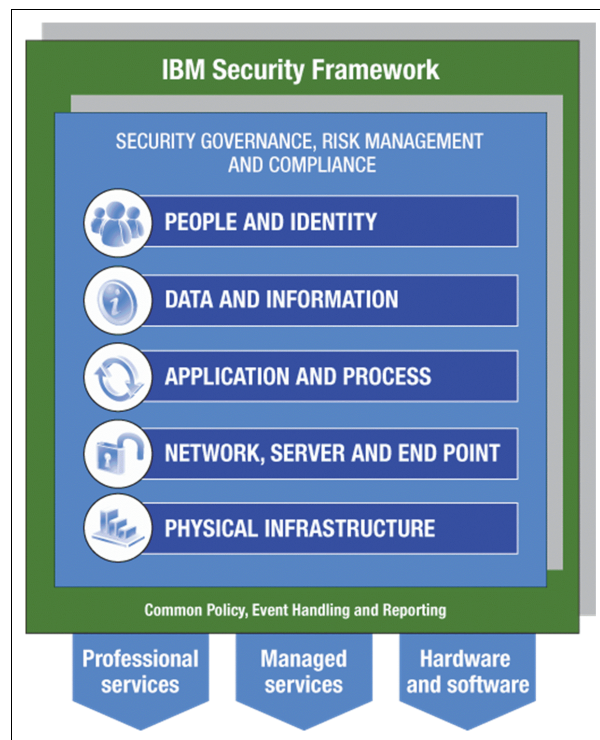 IBM Security Framework
SECURITY GOVERNANCE, RISK MANAGEMENT
AND COMPLIANCE
PEOPLE AND IDENTITY
DATA AND INFORMATION
APPLICATION AND PROCESS
NETWORK, SERVER AND END POINT
PHYSICAL INFRASTRUCTURE
Common Policy, Event Handling and Reporting
Professional
services
Managed
services
Hardware
and software